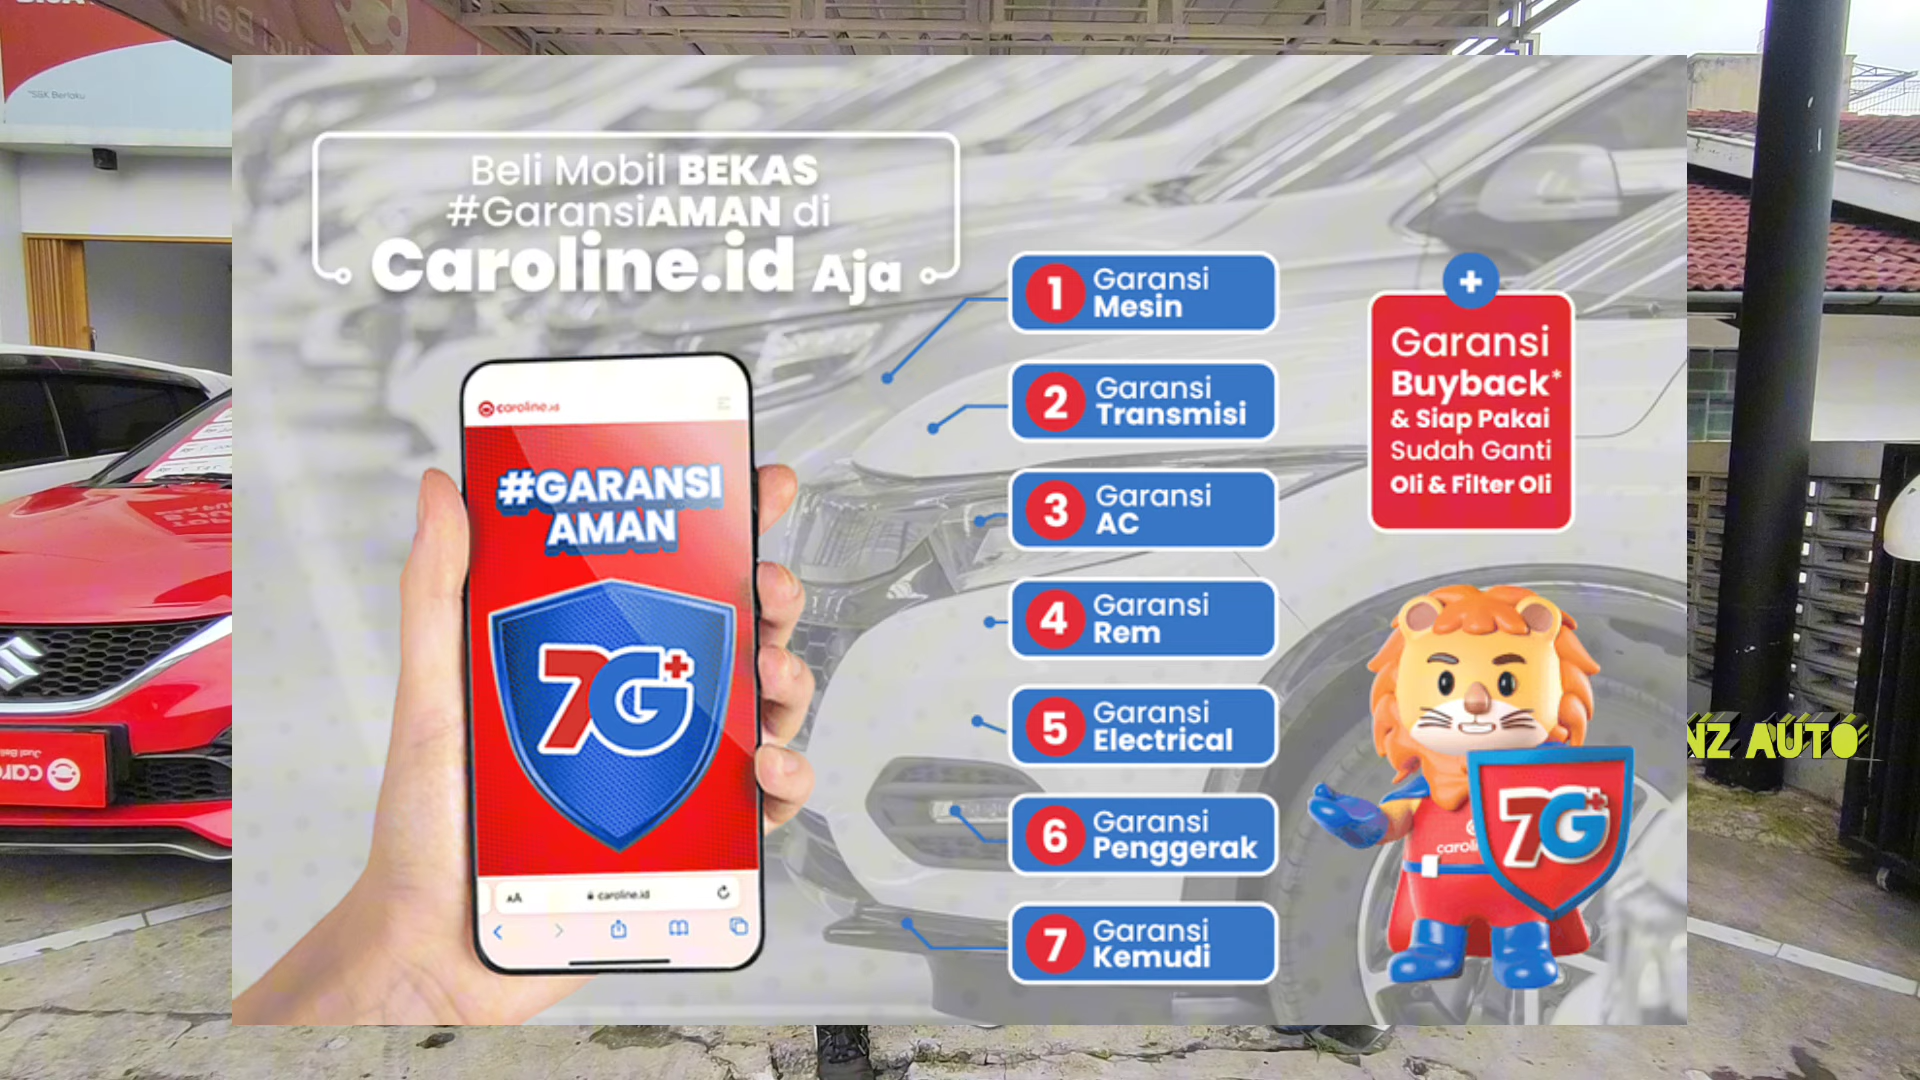 *S&K Berlaku
Beli Mobil BEKAS
#GaransiAMAN di
Caroline.id Aja
caroline.id
#GARANSI
AMAN
7G+
AA
caroline.id
1 Garansi
Mesin
2 Garansi
Transmisi
3 Garansi
AC
4 Garansi
Rem
5 Garansi
Electrical
6 Garansi
Penggerak
7 Garansi
Kemudi
+
Garansi
Buyback*
& Siap Pakai
Sudah Ganti
Oli & Filter Oli
7G+
NZ AUTO